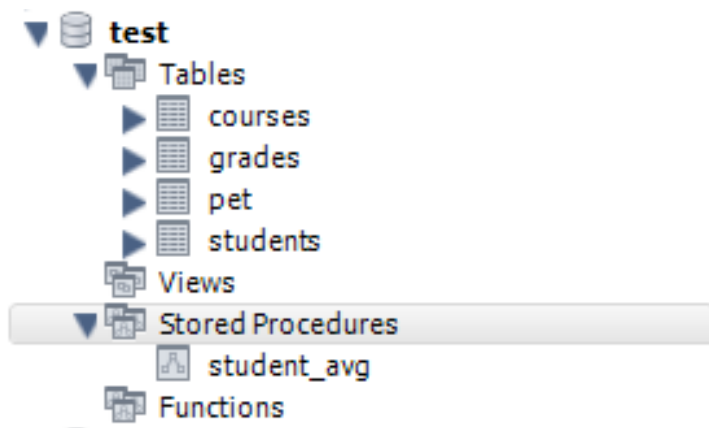 test
Tables
courses
grades
pet
students
Views
Stored Procedures
student_avg
Functions